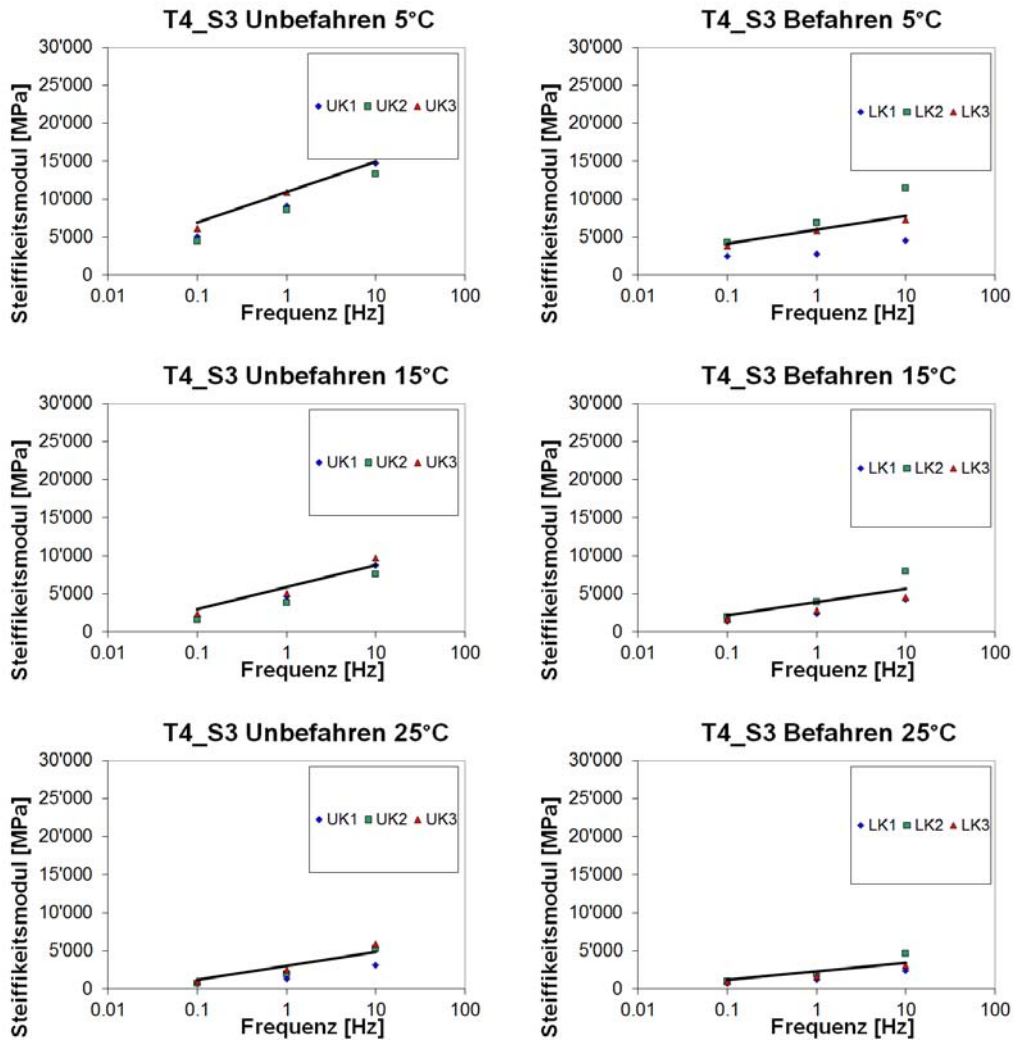 T4_S3 Unbefahren 5°C
Steiffikeitsmodul [MPa]
30'000
25'000
20'000
15'000
10'000
5'000
0
UK1 UK2 UK3
0.01 0.1 1 10 100
Frequenz [Hz]
T4_S3 Befahren 5°C
Steiffikeitsmodul [MPa]
30'000
25'000
20'000
15'000
10'000
5'000
0
LK1 LK2 LK3
0.01 0.1 1 10 100
Frequenz [Hz]
T4_S3 Unbefahren 15°C
Steiffikeitsmodul [MPa]
30'000
25'000
20'000
15'000
10'000
5'000
0
UK1 UK2 UK3
0.01 0.1 1 10 100
Frequenz [Hz]
T4_S3 Befahren 15°C
Steiffikeitsmodul [MPa]
30'000
25'000
20'000
15'000
10'000
5'000
0
LK1 LK2 LK3
0.01 0.1 1 10 100
Frequenz [Hz]
T4_S3 Unbefahren 25°C
Steiffikeitsmodul [MPa]
30'000
25'000
20'000
15'000
10'000
5'000
0
UK1 UK2 UK3
0.01 0.1 1 10 100
Frequenz [Hz]
T4_S3 Befahren 25°C
Steiffikeitsmodul [MPa]
30'000
25'000
20'000
15'000
10'000
5'000
0
LK1 LK2 LK3
0.01 0.1 1 10 100
Frequenz [Hz]